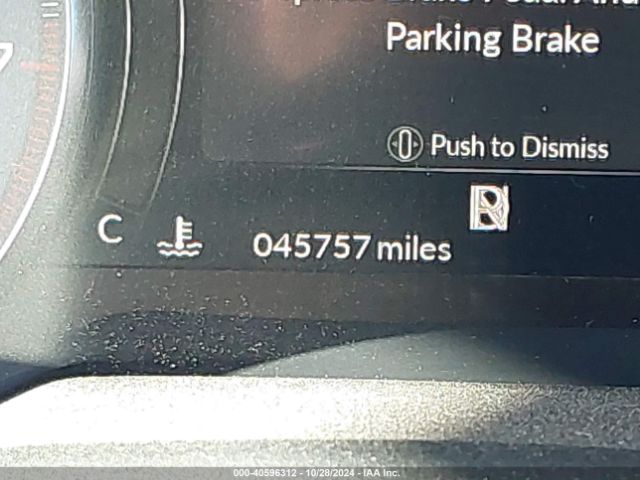 Parking Brake
Push to Dismiss
C
045757 miles
000-40596312 - 10/28/2024 - IAA Inc.